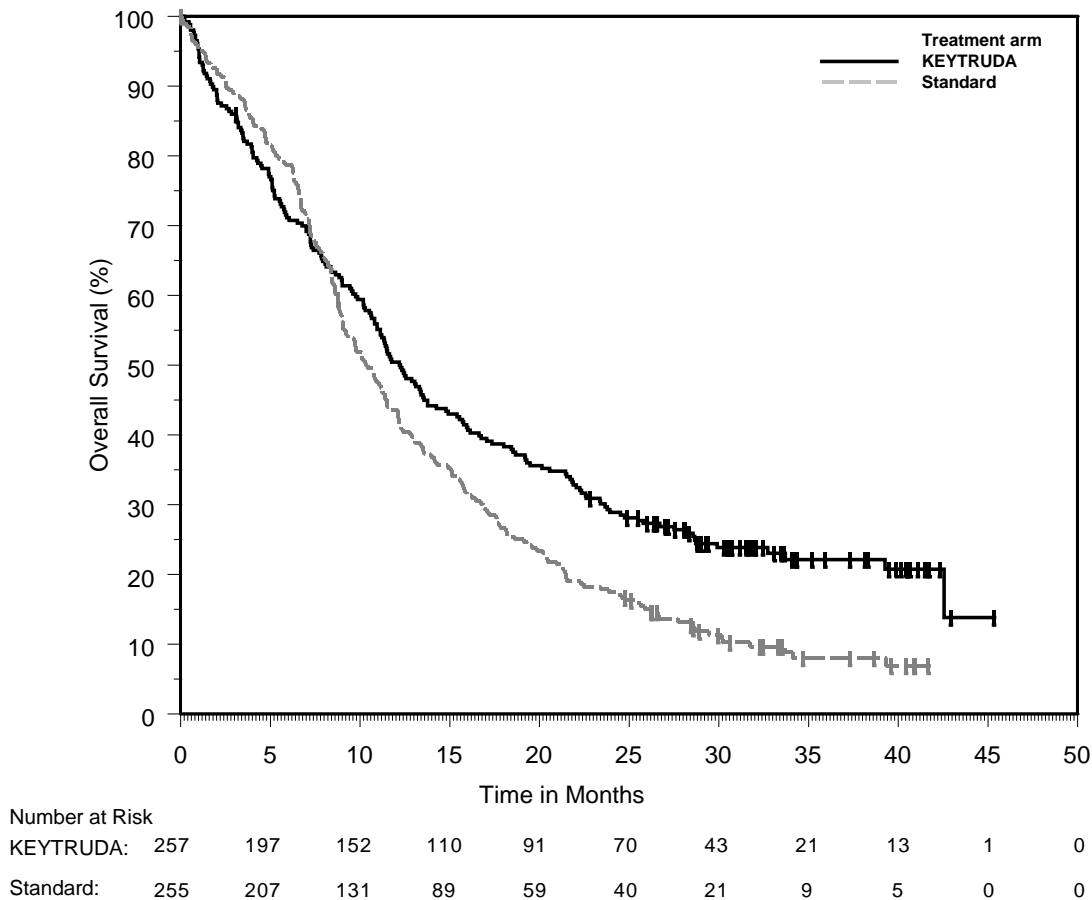 Treatment arm
KEYTRUDA
Standard
100
90
80
70
60
50
40
30
20
10
0
Overall Survival (%)
0 5 10 15 20 25 30 35 40 45 50
Time in Months
Number at Risk
KEYTRUDA: 257 197 152 110 91 70 43 21 13 1 0
Standard: 255 207 131 89 59 40 21 9 5 0 0